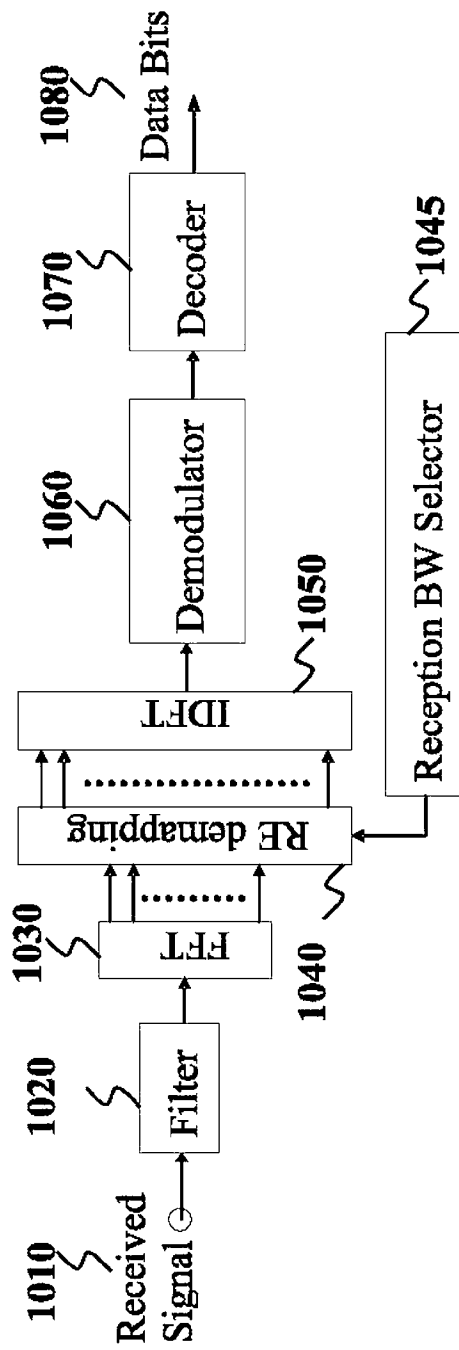 1010
Received
Signal
1020
Filter
1030
FFT
1040
RE demapping
1050
IDFT
1060
Demodulator
1070
Decoder
1080
Data Bits
1045
Reception BW Selector